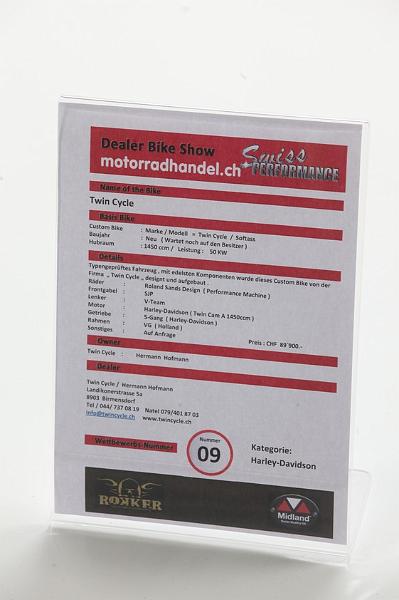 Dealer Bike Show
motorradhandel.ch
Swiss
PERFORMANCE
Name of the Bike
Twin Cycle
Basis Bike
Custom Bike : Marke / Modell = Twin Cycle / Softass
Baujahr : Neu ( Wartet noch auf den Besitzer )
Hubraum : 1450 ccm / Leistung : 50 KW
Details
Typengeprüftes Fahrzeug , mit edelsten Komponenten wurde dieses Custom Bike von der
Firma „ Twin Cycle „ designt und aufgebaut .
Räder : Roland Sands Design ( Performance Machine )
Frontgabel : SJP
Lenker : V-Team
Motor : Harley-Davidson ( Twin Cam A 1450ccm )
Getriebe : 5-Gang ( Harley-Davidson )
Rahmen : VG ( Holland )
Sonstiges : Auf Anfrage
Preis : CHF 89`900.-
Owner
Twin Cycle : Hermann Hofmann
Dealer
Twin Cycle / Hermann Hofmann
Landikonerstrasse 5a
8903 Birmensdorf
Tel / 044/ 737 08 19 Natel 079/401 87 03
info@twincycle.ch www.twincycle.ch
Wettbewerbs-Nummer
Nummer
09
Kategorie:
Harley-Davidson
ROKKER
Midland